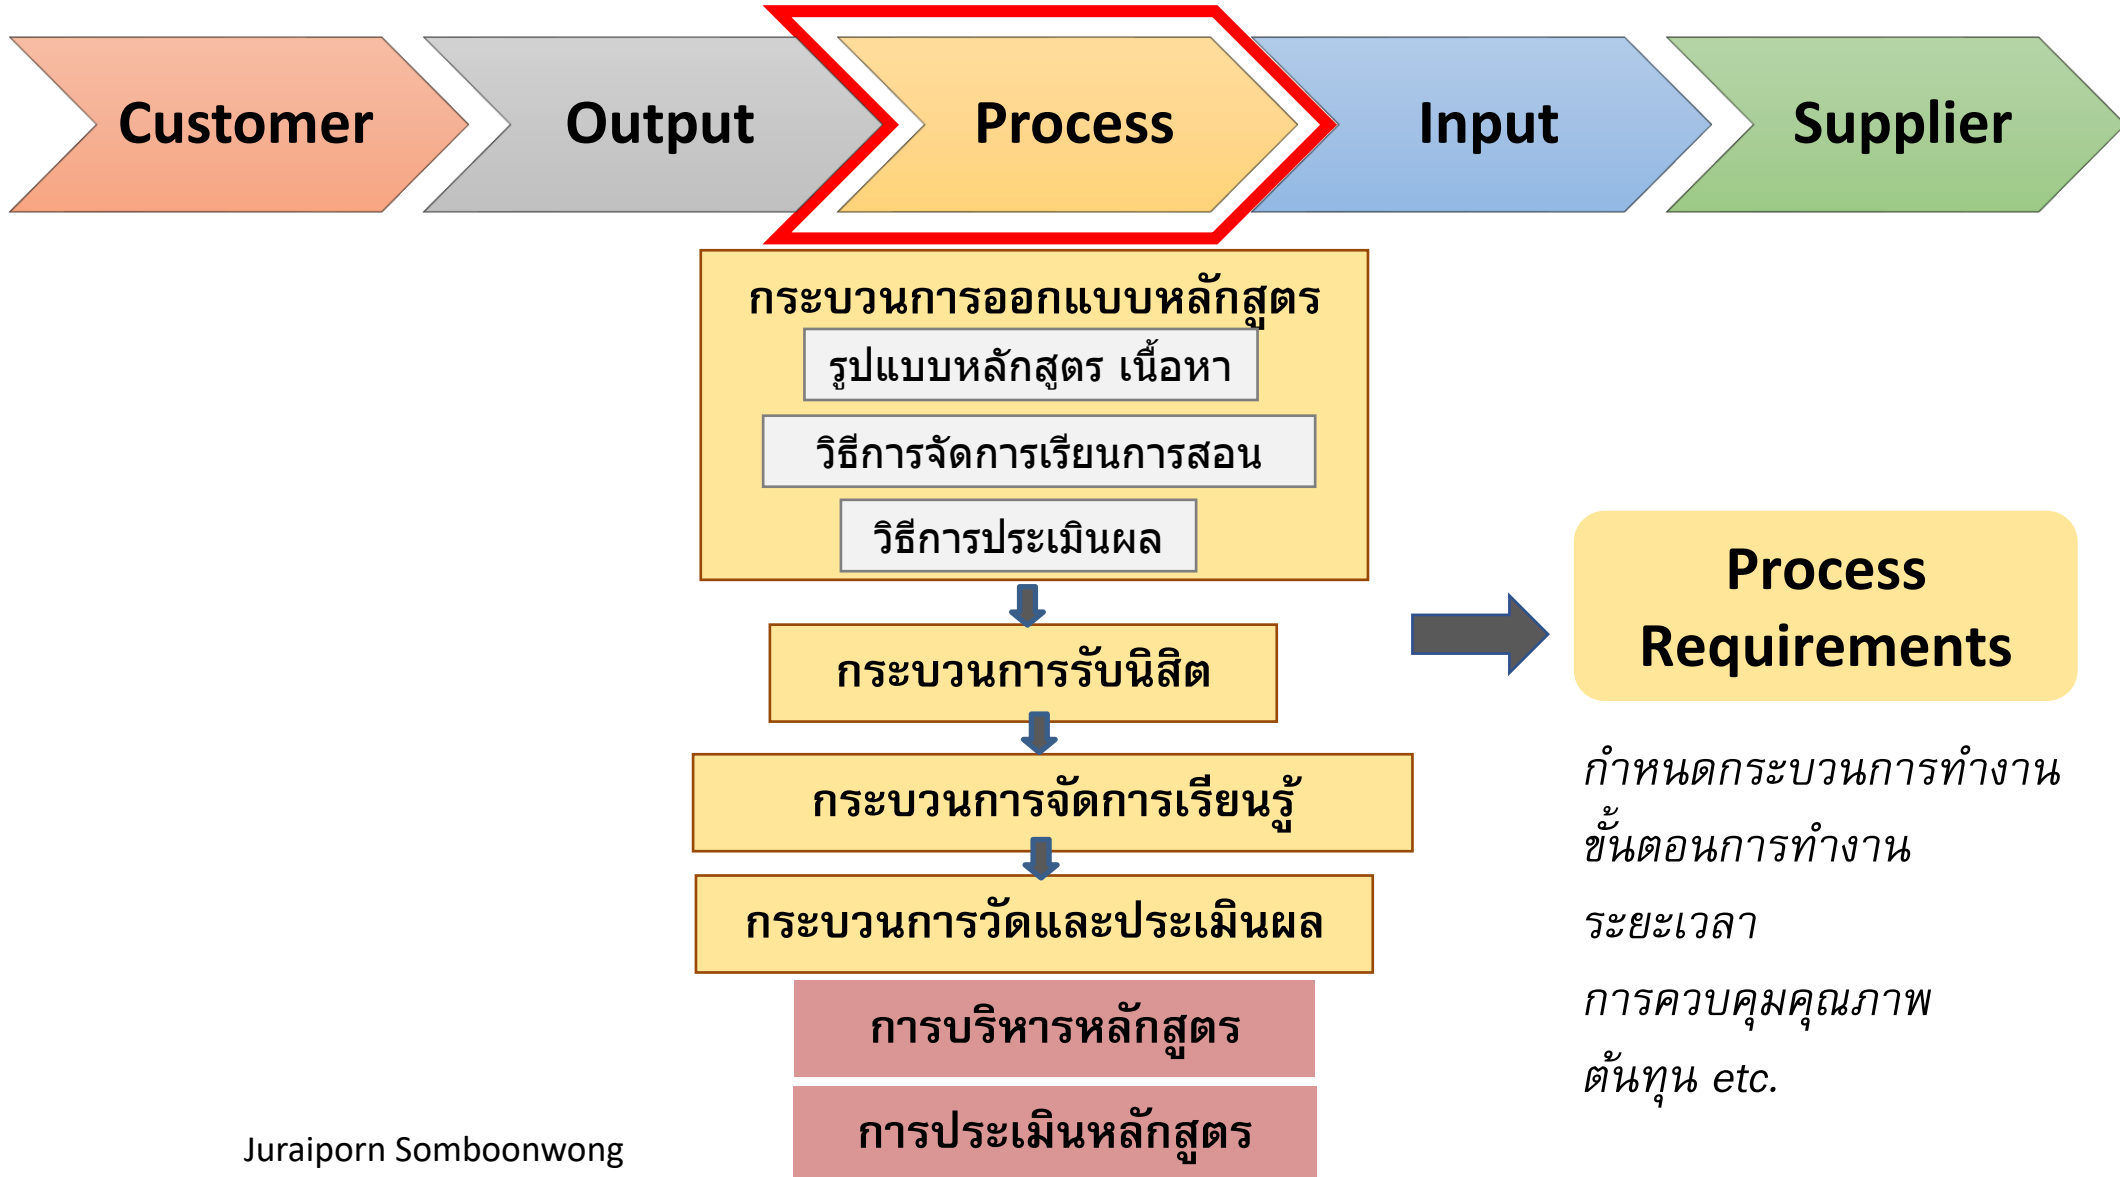 Customer
Output
Process
Input
Supplier
กระบวนการออกแบบหลักสูตร
รูปแบบหลักสูตร เนื้อหา
วิธีการจัดการเรียนการสอน
วิธีการประเมินผล
กระบวนการรับนิสิต
กระบวนการจัดการเรียนรู้
กระบวนการวัดและประเมินผล
การบริหารหลักสูตร
การประเมินหลักสูตร
Process
Requirements
กำหนดกระบวนการทำงาน
ขั้นตอนการทำงาน
ระยะเวลา
การควบคุมคุณภาพ
ต้นทุน etc.
Juraiporn Somboonwong